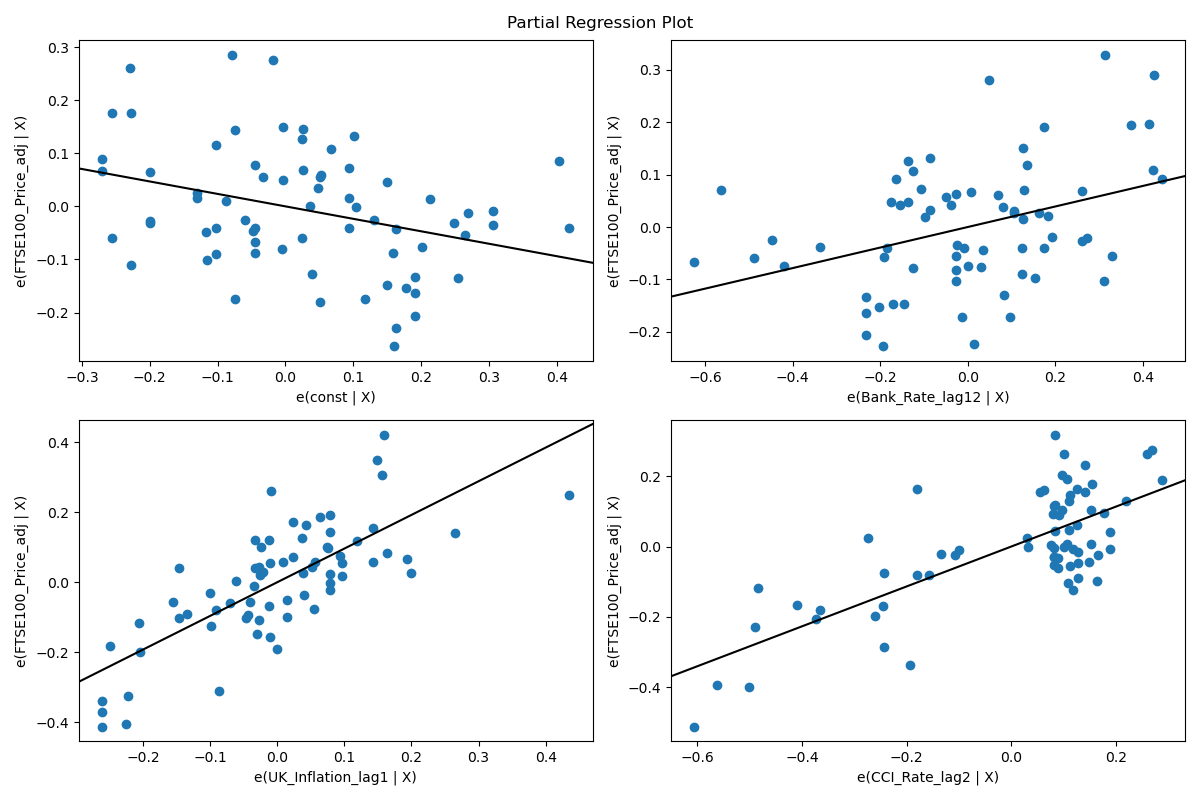 Partial Regression Plot
e(FTSE100_Price_adj | X)
0.3
0.2
0.1
0.0
−0.1
−0.2
−0.3 −0.2 −0.1 0.0 0.1 0.2 0.3 0.4
e(const | X)
e(FTSE100_Price_adj | X)
0.3
0.2
0.1
0.0
−0.1
−0.2
−0.6 −0.4 −0.2 0.0 0.2 0.4
e(Bank_Rate_lag12 | X)
e(FTSE100_Price_adj | X)
0.4
0.2
0.0
−0.2
−0.4
−0.2 −0.1 0.0 0.1 0.2 0.3 0.4
e(UK_Inflation_lag1 | X)
e(FTSE100_Price_adj | X)
0.2
0.0
−0.2
−0.4
−0.6 −0.4 −0.2 0.0 0.2
e(CCI_Rate_lag2 | X)